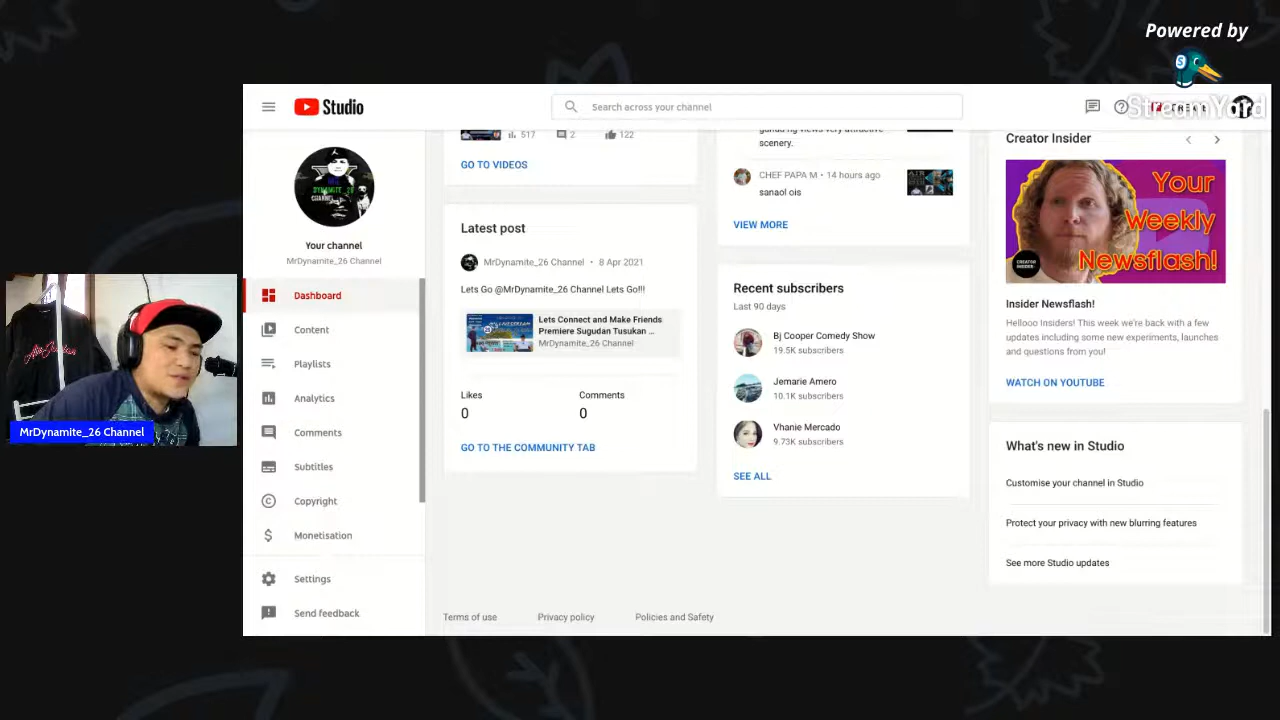 Powered by
StreamYard
Studio
Search across your channel
Your channel
MrDynamite_26 Channel
Dashboard
Content
Playlists
Analytics
Comments
Subtitles
Copyright
Monetisation
Settings
Send feedback
517
2
122
GO TO VIDEOS
Latest post
MrDynamite_26 Channel • 8 Apr 2021
Lets Go @MrDynamite_26 Channel Lets Go!!!
Lets Connect and Make Friends
Premiere Sugudan Tusukan ...
MrDynamite_26 Channel
Likes
Comments
0
0
GO TO THE COMMUNITY TAB
scenery.
CHEF PAPA M • 14 hours ago
sanaol ois
VIEW MORE
Recent subscribers
Last 90 days
Bj Cooper Comedy Show
19.5K subscribers
Jemarie Amero
10.1K subscribers
Vhanie Mercado
9.73K subscribers
SEE ALL
Creator Insider
Your
Weekly
Newsflash!
CREATOR
INSIDER
Insider Newsflash!
Hellooo Insiders! This week we're back with a few
updates including some new experiments, launches
and questions from you!
WATCH ON YOUTUBE
What's new in Studio
Customise your channel in Studio
Protect your privacy with new blurring features
See more Studio updates
Terms of use
Privacy policy
Policies and Safety
MrDynamite_26 Channel